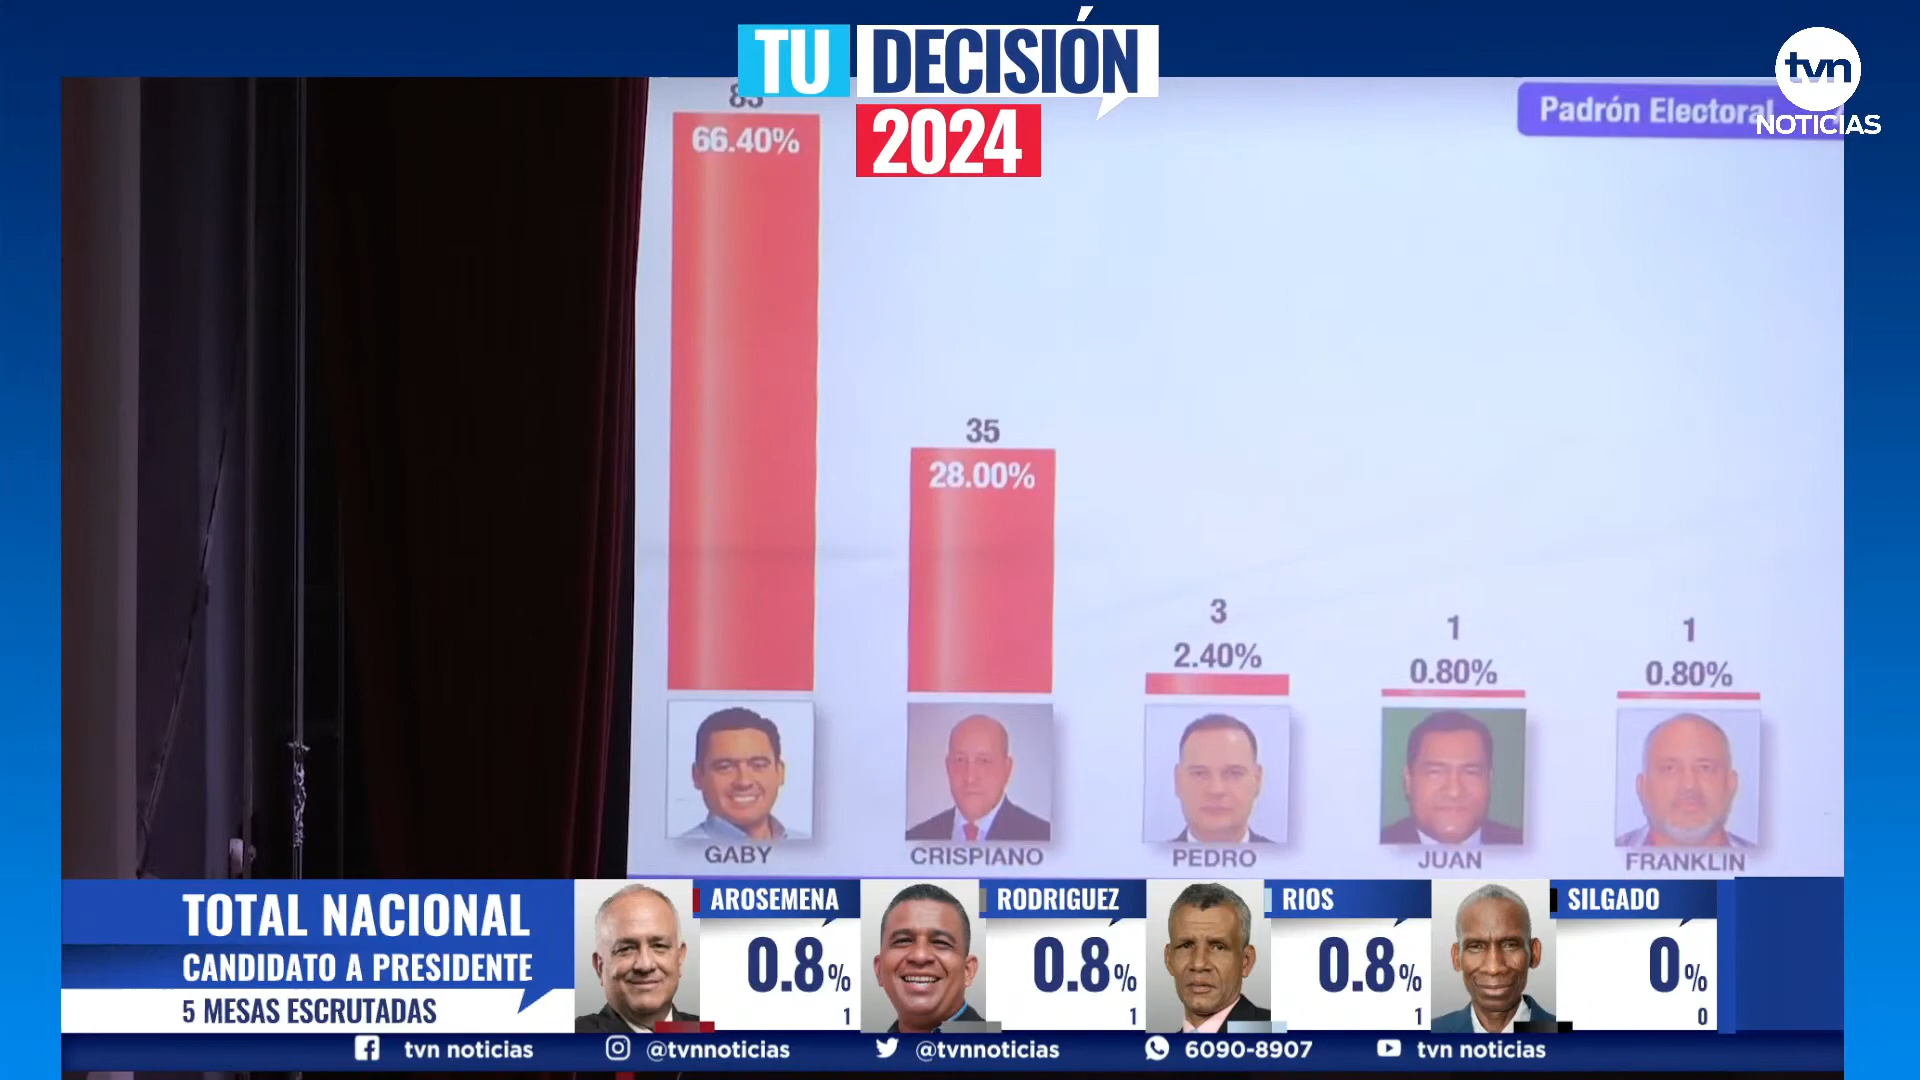 TU DECISIÓN
2024
tvn
NOTICIAS
Padrón Electoral
83
66.40%
35
28.00%
3
2.40%
1
0.80%
1
0.80%
GABY
CRISPIANO
PEDRO
JUAN
FRANKLIN
TOTAL NACIONAL
CANDIDATO A PRESIDENTE
5 MESAS ESCRUTADAS
AROSEMENA
0.8%
1
RODRIGUEZ
0.8%
1
RIOS
0.8%
1
SILGADO
0%
0
tvn noticias
@tvnnoticias
@tvnnoticias
6090-8907
tvn noticias